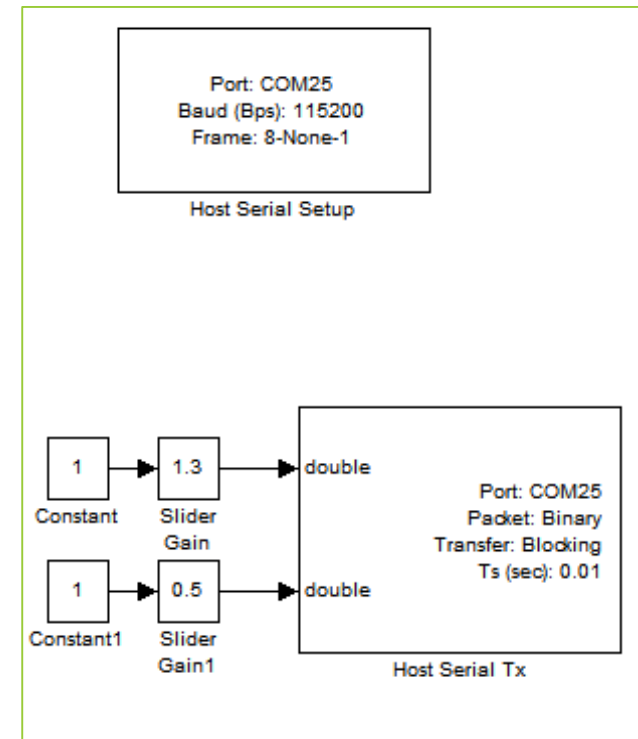 Port: COM25
Baud (Bps): 115200
Frame: 8-None-1
Host Serial Setup
1
1.3
double
Constant
Slider
Gain
Port: COM25
Packet: Binary
Transfer: Blocking
Ts (sec): 0.01
1
0.5
double
Constant1
Slider
Gain1
Host Serial Tx